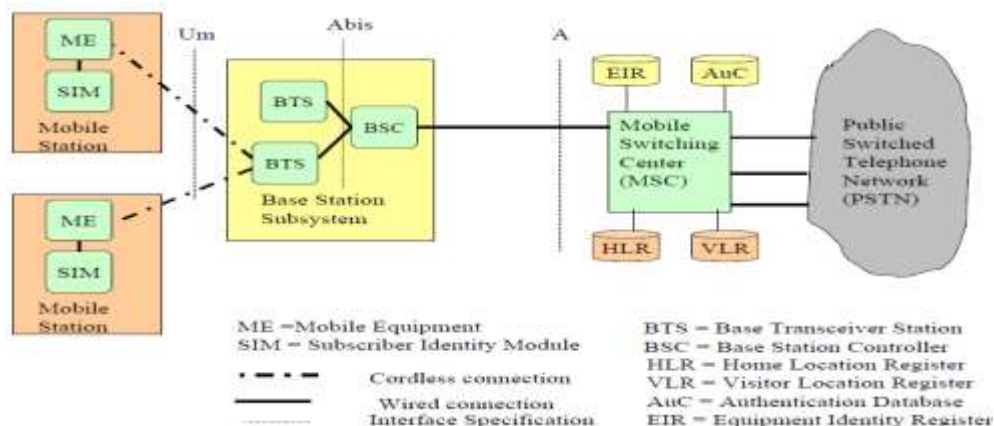 ME
SIM
Mobile
Station
ME
SIM
Mobile
Station
Um
Abis
BTS
BSC
BTS
Base Station
Subsystem
A
EIR
AuC
Mobile
Switching
Center
(MSC)
HLR
VLR
Public
Switched
Telephone
Network
(PSTN)
ME =Mobile Equipment
SIM = Subscriber Identity Module
Cordless connection
Wired connection
Interface Specification
BTS = Base Transceiver Station
BSC = Base Station Controller
HLR = Home Location Register
VLR = Visitor Location Register
AuC = Authentication Database
EIR = Equipment Identity Register